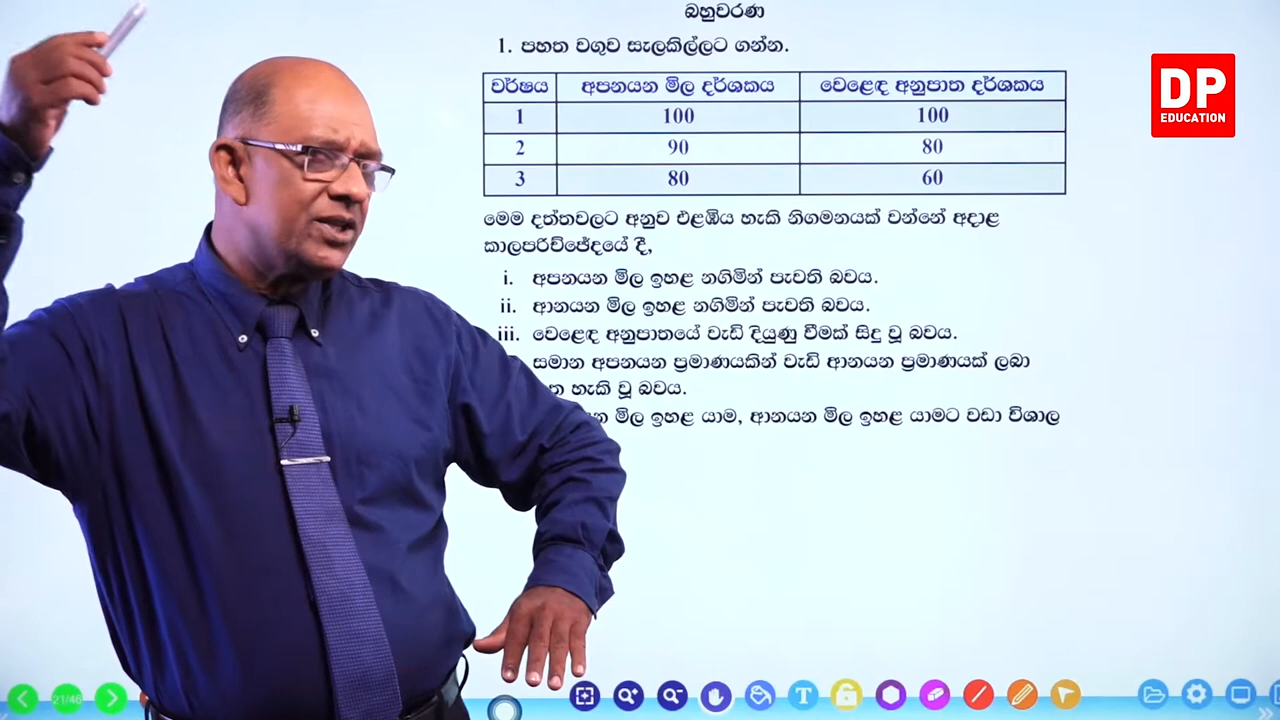 බහුවරණ
1. පහත වගුව සැලකිල්ලට ගන්න.
වර්ෂය අපනයන මිල දර්ශකය වෙළෙඳ අනුපාත දර්ශකය
1 100 100
2 90 80
3 80 60
මෙම දත්තවලට අනුව එළඹිය හැකි නිගමනයක් වන්නේ අදාළ
කාලපරිච්ඡේදයේ දී,
i. අපනයන මිල ඉහළ නගිමින් පැවති බවය.
ii. ආනයන මිල ඉහළ නගිමින් පැවති බවය.
iii. වෙළෙඳ අනුපාතයේ වැඩි දියුණු වීමක් සිදු වූ බවය.
සමාන අපනයන ප්‍රමාණයකින් වැඩි ආනයන ප්‍රමාණයක් ලබා
හැකි වූ බවය.
මිල ඉහළ යාම, ආනයන මිල ඉහළ යාමට වඩා විශාල
DP
EDUCATION
21/46